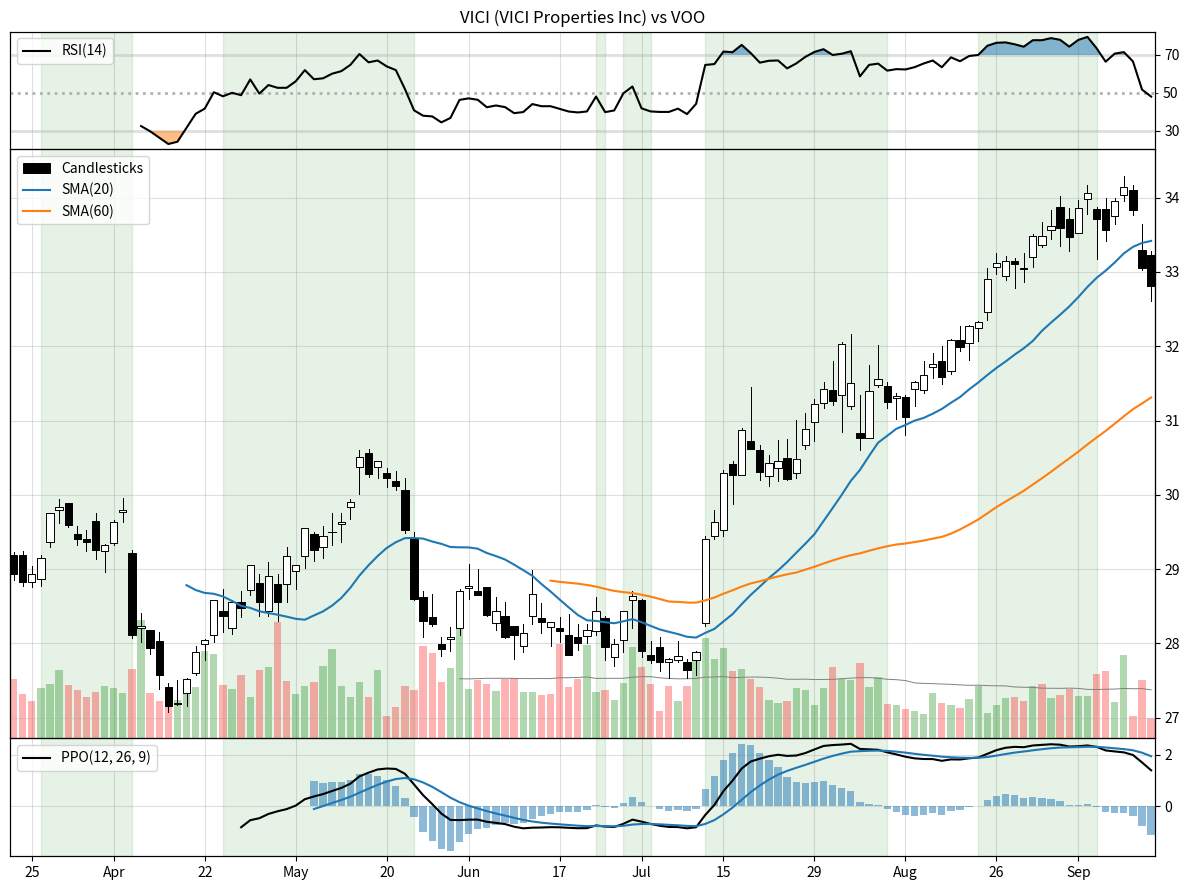 VICI (VICI Properties Inc) vs VOO
RSI(14)
70
50
30
Candlesticks
SMA(20)
SMA(60)
34
33
32
31
30
29
28
27
PPO(12, 26, 9)
2
0
25 Apr 22 May 20 Jun 17 Jul 15 29 Aug 26 Sep